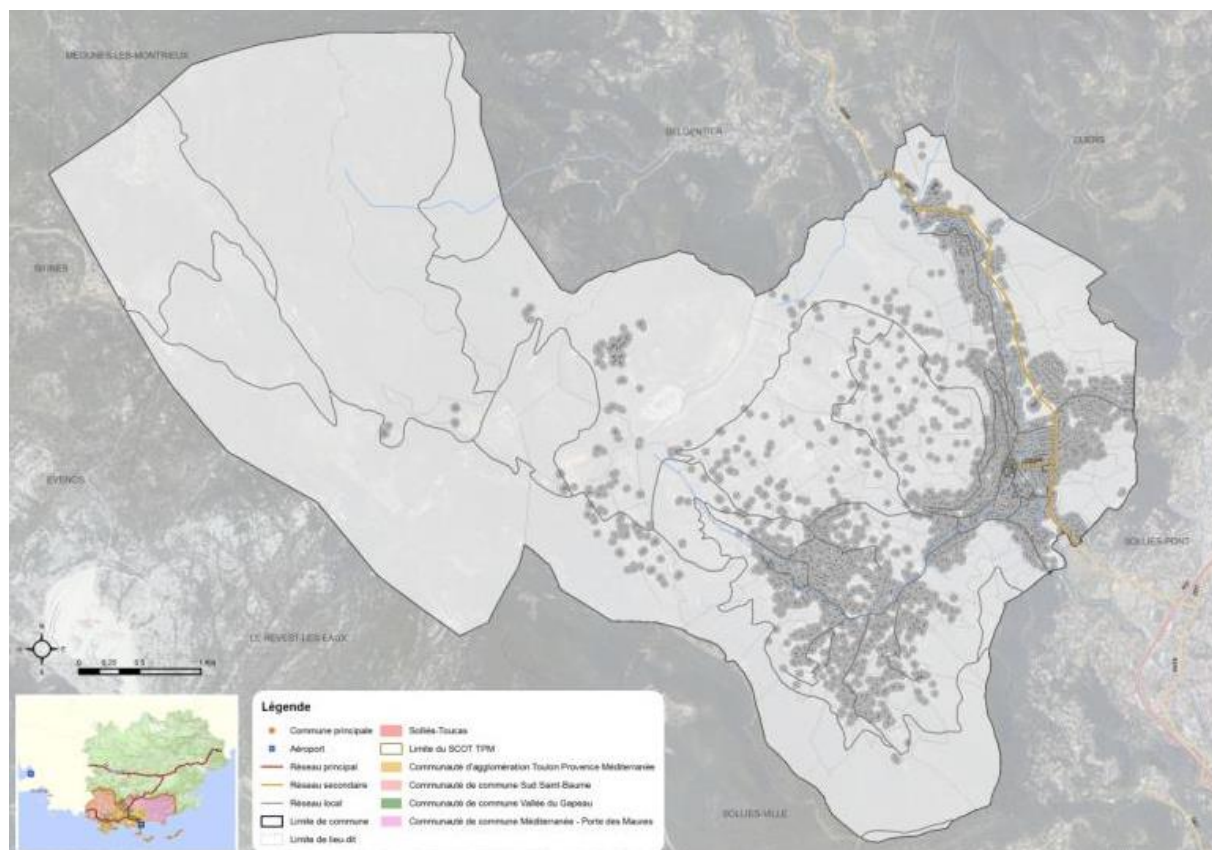 MEOUNES-LES-MONTRIEUX
BELGENTIER
CUERS
SIGNES
EVENOS
SOLLIES-PONT
LE REVEST-LES-EAUX
SOLLIES-VILLE
0 0,25 0,5 1 Km
Légende
Commune principale
Aéroport
Réseau principal
Réseau secondaire
Réseau local
Limite de commune
Limite de lieu-dit
Solliès-Toucas
Limite du SCOT TPM
Communauté d'agglomération Toulon Provence Méditerranée
Communauté de commune Sud Sainte-Baume
Communauté de commune Vallée du Gapeau
Communauté de commune Méditerranée - Porte des Maures